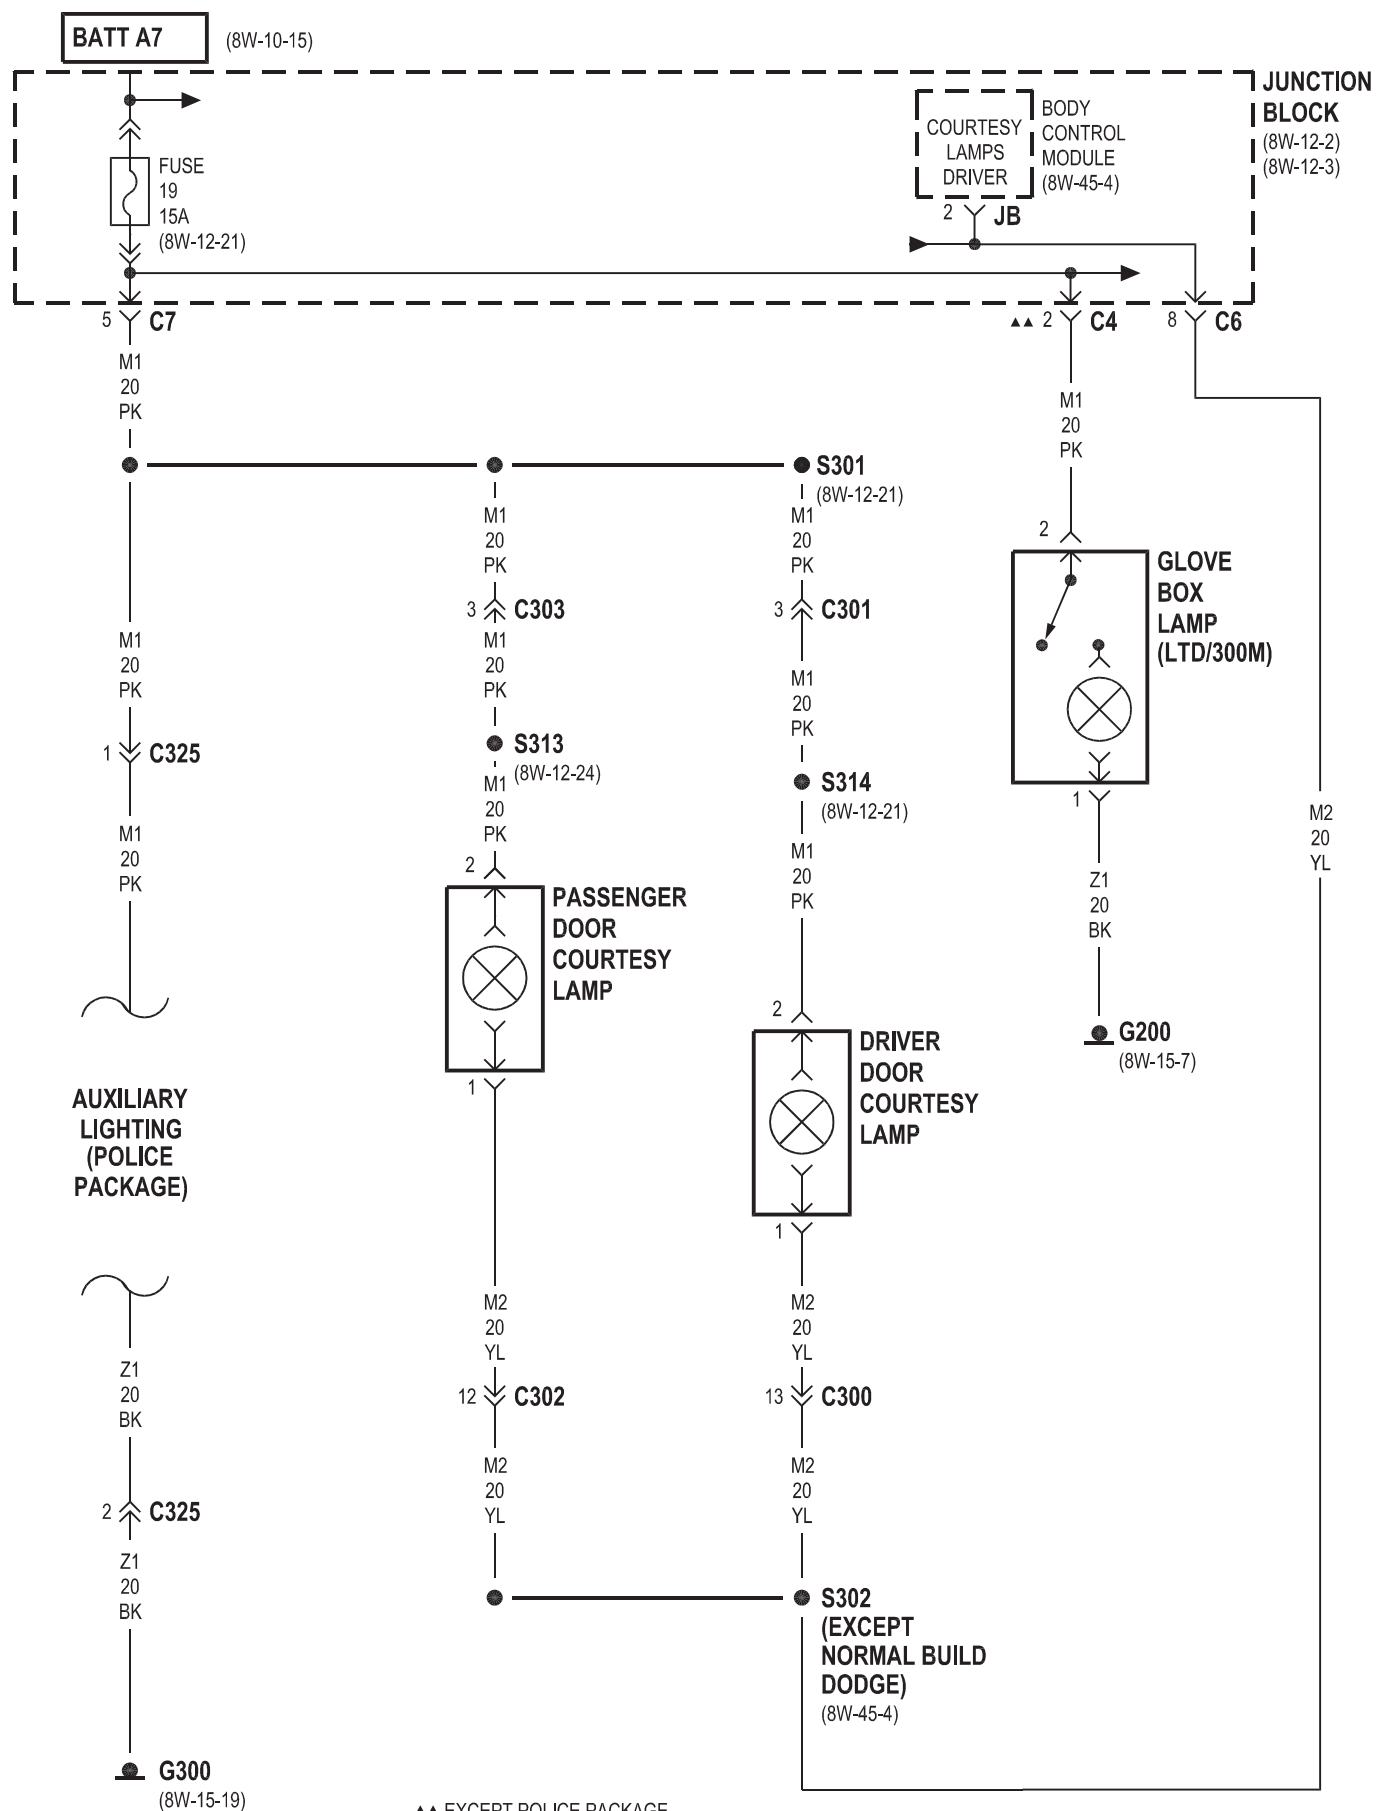 BATT A7
(8W-10-15)
JUNCTION
BLOCK
(8W-12-2)
(8W-12-3)
COURTESY
LAMPS
DRIVER
BODY
CONTROL
MODULE
(8W-45-4)
2
JB
FUSE
19
15A
(8W-12-21)
5
C7
▲▲ 2
C4
8
C6
M1
20
PK
M1
20
PK
S301
(8W-12-21)
M1
20
PK
M1
20
PK
2
GLOVE
BOX
LAMP
(LTD/300M)
3
C303
3
C301
M1
20
PK
M1
20
PK
M1
20
PK
1
C325
S313
(8W-12-24)
S314
(8W-12-21)
M1
20
PK
M1
20
PK
M1
20
PK
1
M2
20
YL
Z1
20
BK
2
PASSENGER
DOOR
COURTESY
LAMP
2
G200
(8W-15-7)
DRIVER
DOOR
COURTESY
LAMP
1
AUXILIARY
LIGHTING
(POLICE
PACKAGE)
1
M2
20
YL
M2
20
YL
Z1
20
BK
12
C302
13
C300
M2
20
YL
M2
20
YL
2
C325
Z1
20
BK
S302
(EXCEPT
NORMAL BUILD
DODGE)
(8W-45-4)
G300
(8W-15-19)
▲▲ EXCEPT POLICE PACKAGE